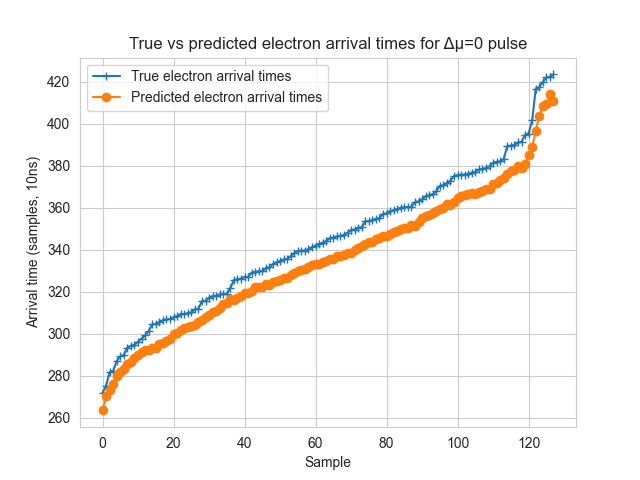 True vs predicted electron arrival times for Δμ=0 pulse
True electron arrival times
Predicted electron arrival times
Arrival time (samples, 10ns)
420
400
380
360
340
320
300
280
260
0 20 40 60 80 100 120
Sample